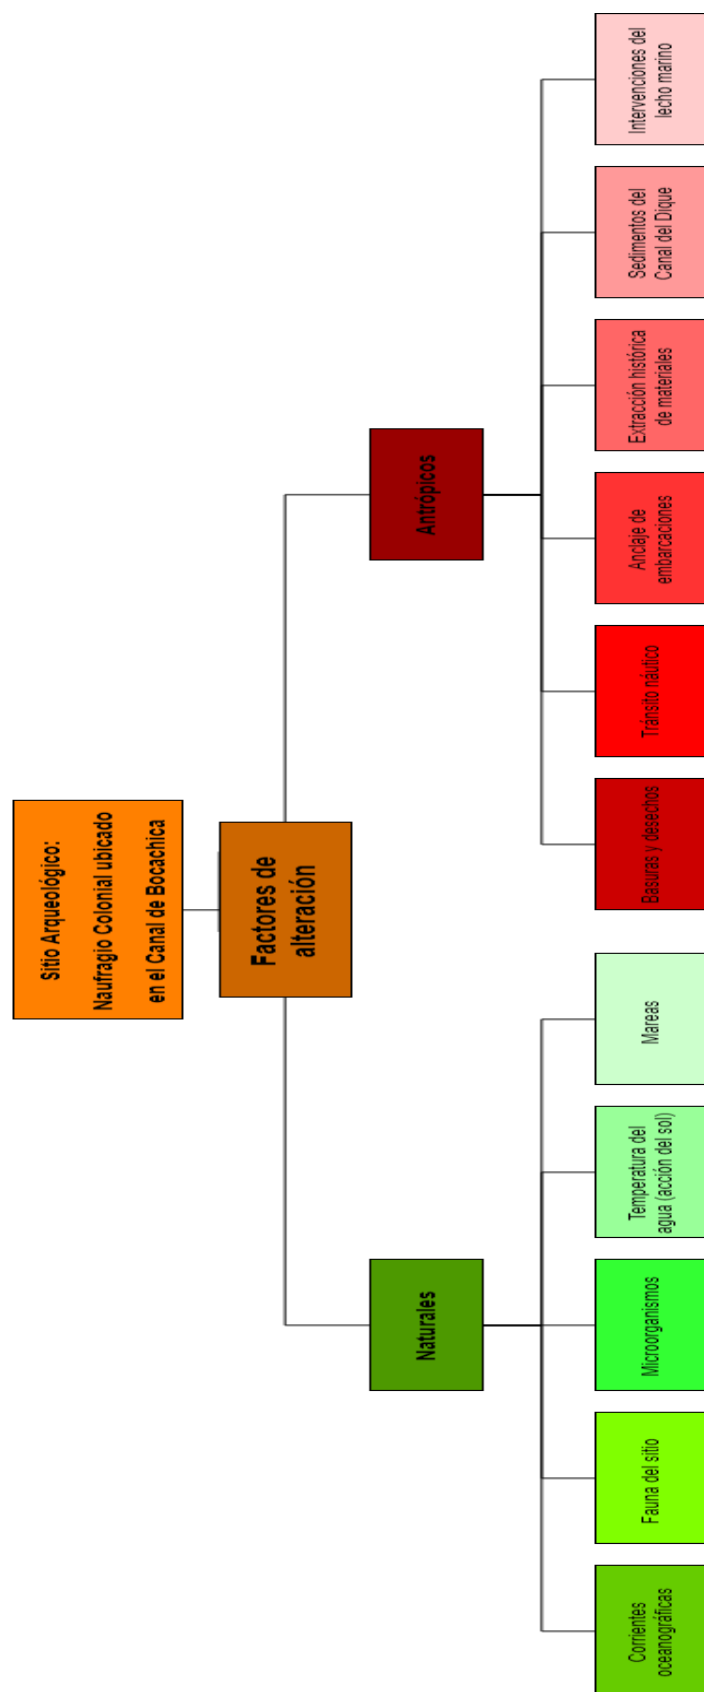 Sitio Arqueológico:
Naufragio Colonial ubicado
en el Canal de Bocachica
Factores de
alteración
Naturales
Antrópicos
Corrientes
oceanográficas
Fauna del sitio
Microorganismos
Temperatura del
agua (acción del sol)
Mareas
Basuras y desechos
Tránsito náutico
Anclaje de
embarcaciones
Extracción histórica
de materiales
Sedimentos del
Canal del Dique
Intervenciones del
lecho marino